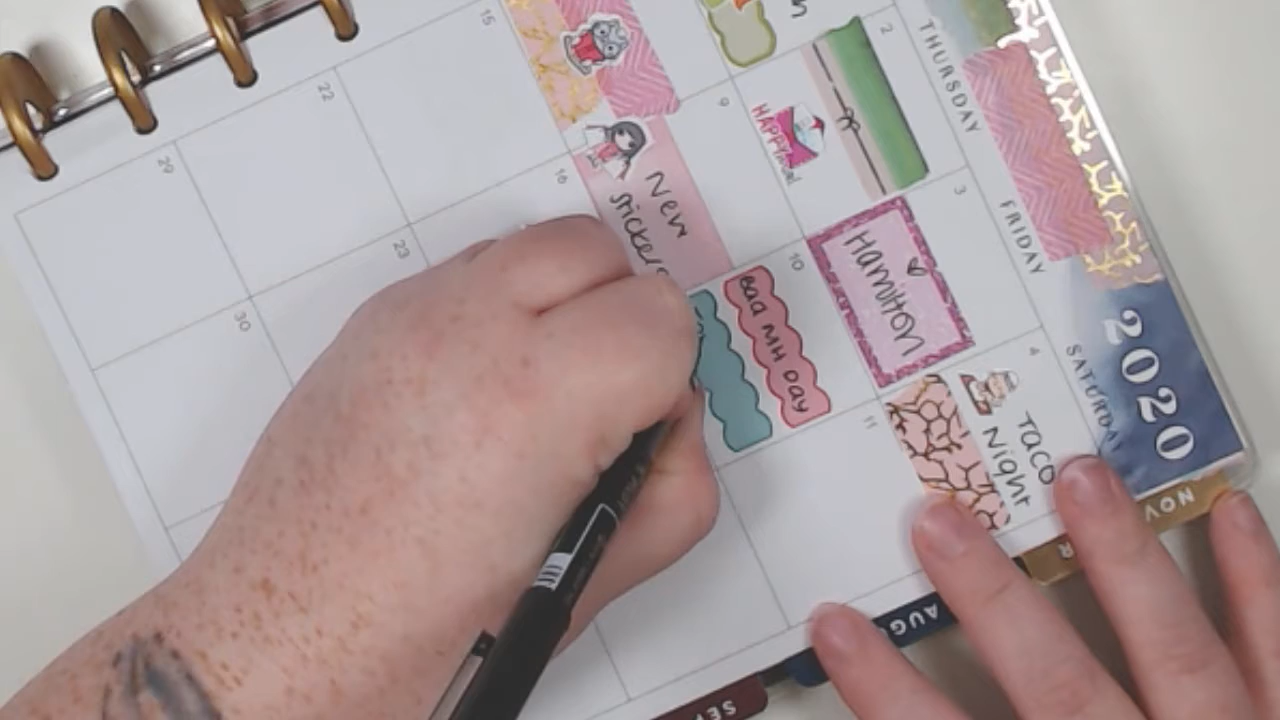 2020
THURSDAY
FRIDAY
SATURDAY
2
3
4
9
10
11
15
16
22
23
29
30
HAPPY
Hamilton
Taco
Night
New
Stickers
Bad MH Day
NOV
AUG
SE